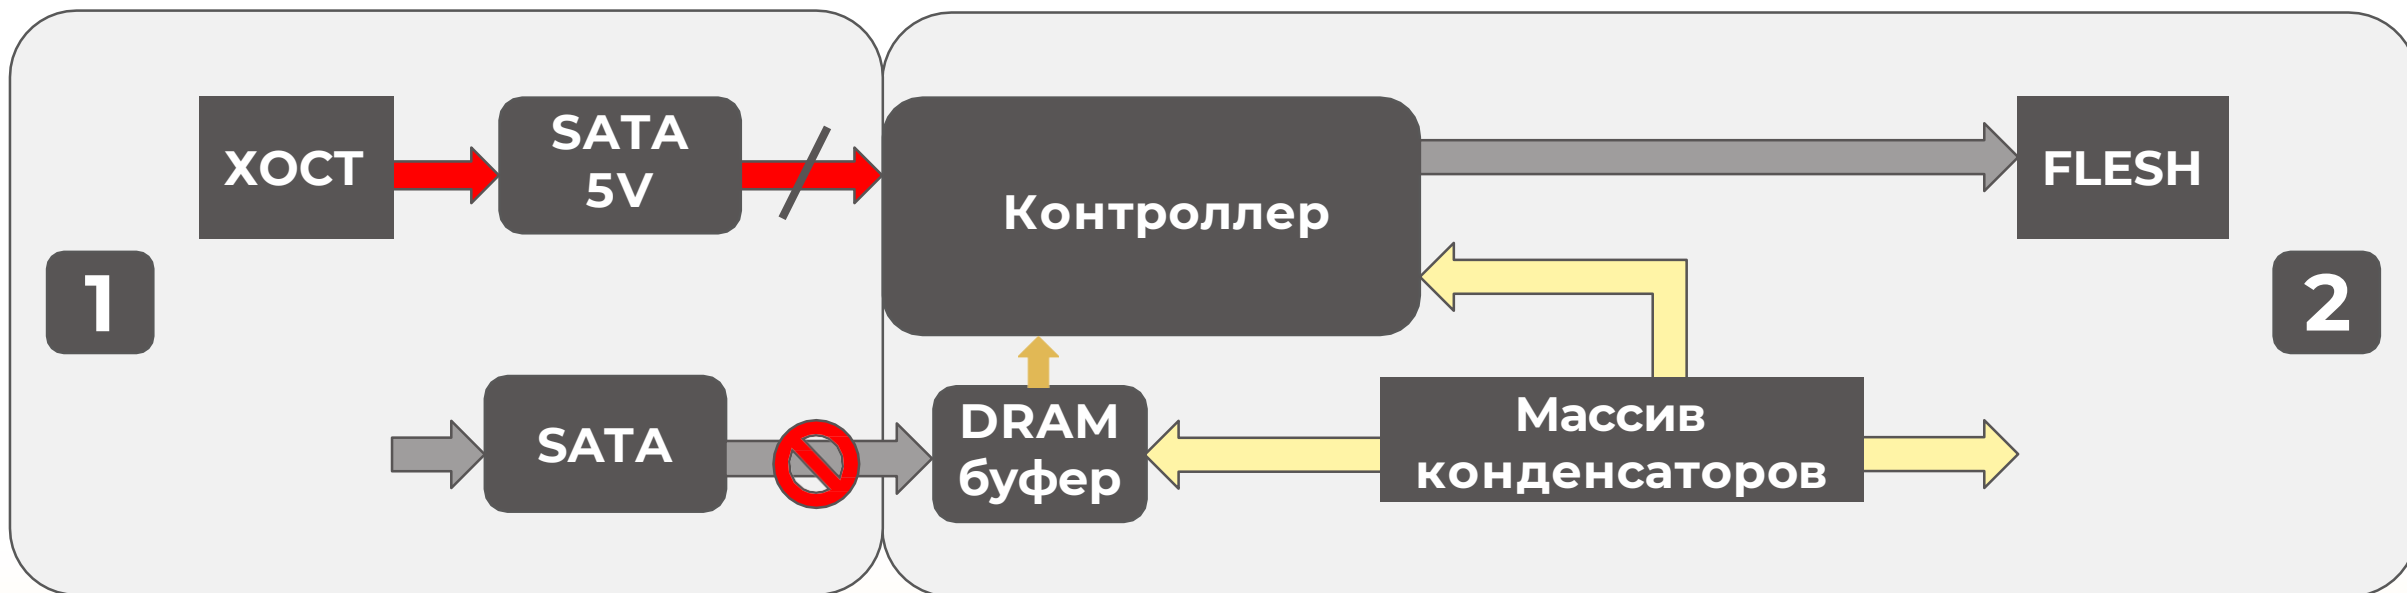 ХОСТ
SATA
5V
Контроллер
FLESH
1
2
SATA
DRAM
буфер
Массив
конденсаторов